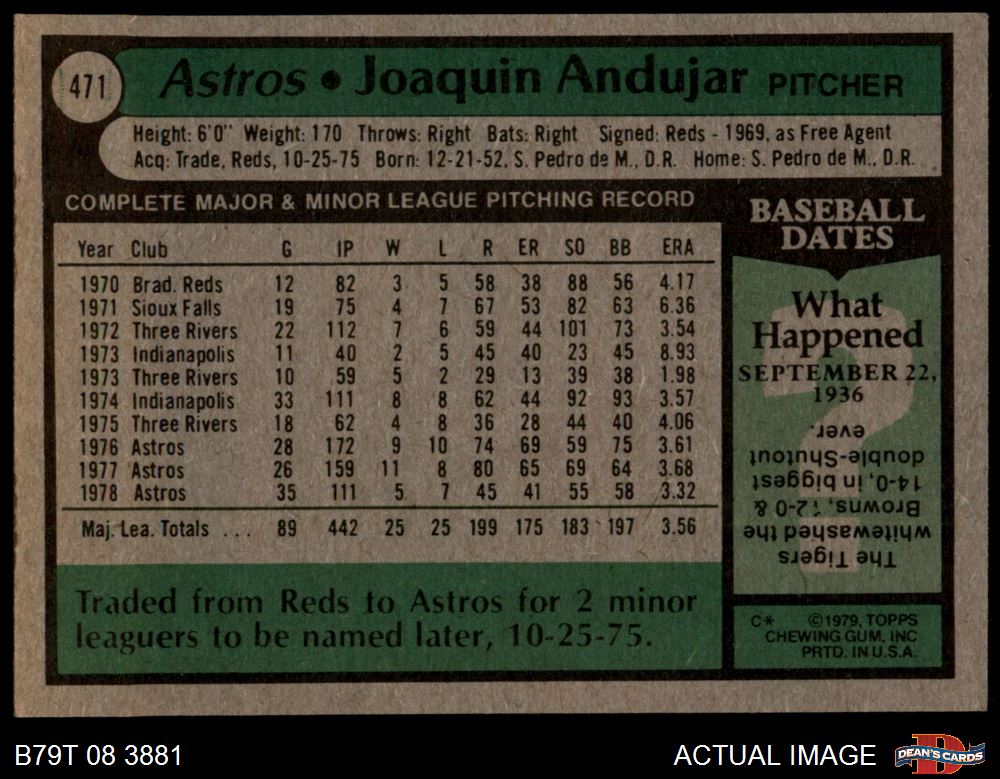 471
Astros • Joaquin Andujar PITCHER
Height: 6'0" Weight: 170 Throws: Right Bats: Right Signed: Reds - 1969, as Free Agent
Acq: Trade, Reds, 10-25-75 Born: 12-21-52, S. Pedro de M., D.R. Home: S. Pedro de M., D.R.
COMPLETE MAJOR & MINOR LEAGUE PITCHING RECORD
Year Club G IP W L R ER SO BB ERA
1970 Brad. Reds 12 82 3 5 58 38 88 56 4.17
1971 Sioux Falls 19 75 4 7 67 53 82 63 6.36
1972 Three Rivers 22 112 7 6 59 44 101 73 3.54
1973 Indianapolis 11 40 2 5 45 40 23 45 8.93
1973 Three Rivers 10 59 5 2 29 13 39 38 1.98
1974 Indianapolis 33 111 8 8 62 44 92 93 3.57
1975 Three Rivers 18 62 4 8 36 28 44 40 4.06
1976 Astros 28 172 9 10 74 69 59 75 3.61
1977 Astros 26 159 11 8 80 65 69 64 3.68
1978 Astros 35 111 5 7 45 41 55 58 3.32
Maj. Lea. Totals . . . 89 442 25 25 199 175 183 197 3.56
Traded from Reds to Astros for 2 minor
leaguers to be named later, 10-25-75.
BASEBALL
DATES
What
Happened
SEPTEMBER 22,
1936
The Tigers
whitewashed the
Browns, 12-0 &
14-0, in biggest
double-Shutout
ever.
C* ©1979, TOPPS
CHEWING GUM, INC
PRTD. IN U.S.A.
B79T 08 3881
ACTUAL IMAGE
D
DEAN'S CARDS